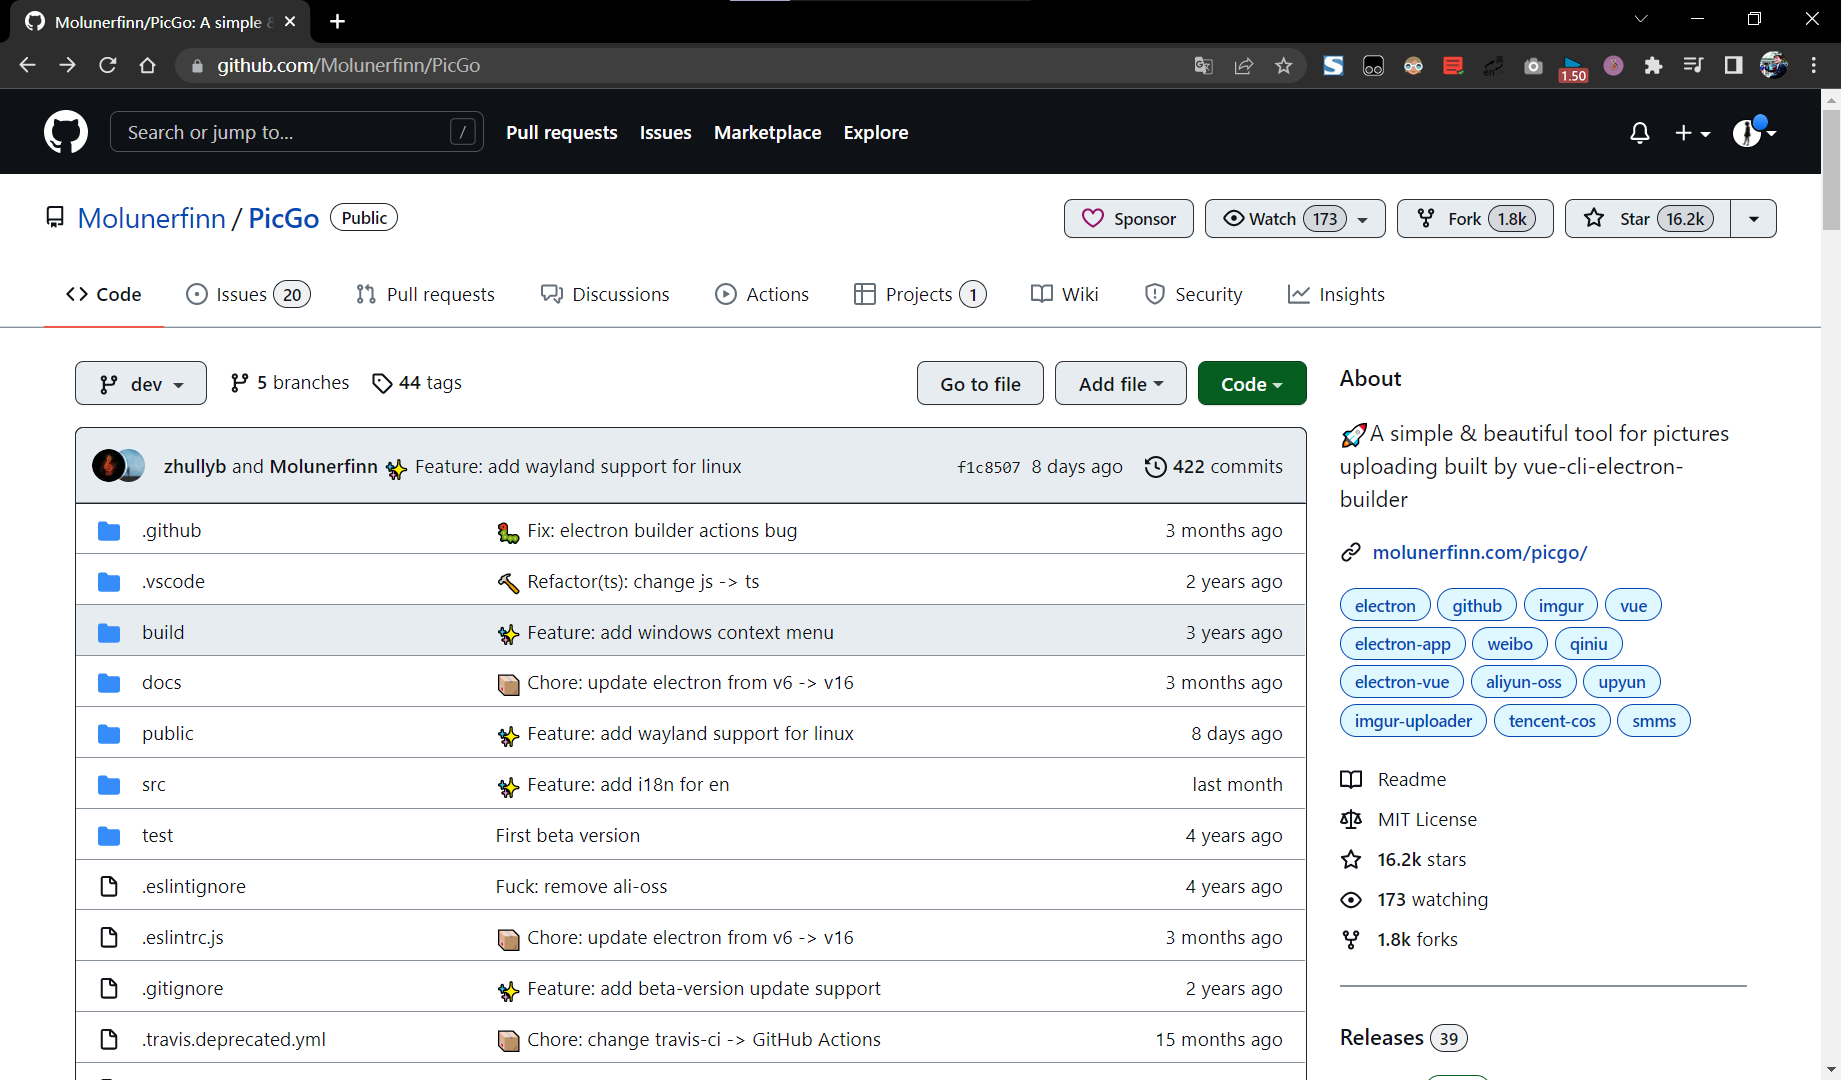 Molunerfinn/PicGo: A simple &
github.com/Molunerfinn/PicGo
1.50
Search or jump to... /
Pull requests Issues Marketplace Explore
Molunerfinn / PicGo Public
Sponsor Watch 173 Fork 1.8k Star 16.2k
Code Issues 20 Pull requests Discussions Actions Projects 1 Wiki Security Insights
dev 5 branches 44 tags Go to file Add file Code
zhullyb and Molunerfinn Feature: add wayland support for linux f1c8507 8 days ago 422 commits
.github Fix: electron builder actions bug 3 months ago
.vscode Refactor(ts): change js -> ts 2 years ago
build Feature: add windows context menu 3 years ago
docs Chore: update electron from v6 -> v16 3 months ago
public Feature: add wayland support for linux 8 days ago
src Feature: add i18n for en last month
test First beta version 4 years ago
.eslintignore Fuck: remove ali-oss 4 years ago
.eslintrc.js Chore: update electron from v6 -> v16 3 months ago
.gitignore Feature: add beta-version update support 2 years ago
.travis.deprecated.yml Chore: change travis-ci -> GitHub Actions 15 months ago
About
A simple & beautiful tool for pictures
uploading built by vue-cli-electron-
builder
molunerfinn.com/picgo/
electron github imgur vue
electron-app weibo qiniu
electron-vue aliyun-oss upyun
imgur-uploader tencent-cos smms
Readme
MIT License
16.2k stars
173 watching
1.8k forks
Releases 39